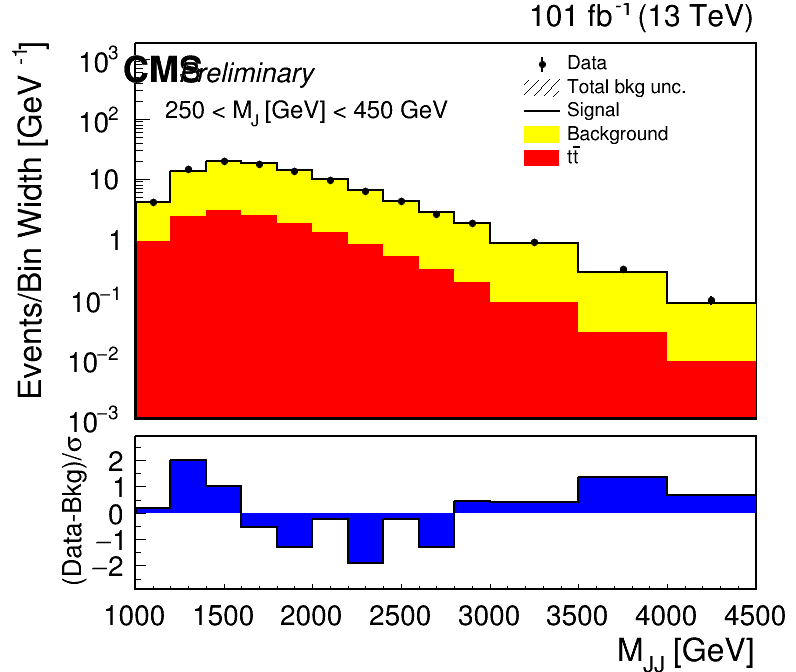 101 fb⁻¹ (13 TeV)
CMS Preliminary
250 < M_J [GeV] < 450 GeV
Data
Total bkg unc.
Signal
Background
tt̄
Events/Bin Width [GeV⁻¹]
10³
10²
10
1
10⁻¹
10⁻²
10⁻³
(Data-Bkg)/σ
2
1
0
−1
−2
1000 1500 2000 2500 3000 3500 4000 4500
M_JJ [GeV]